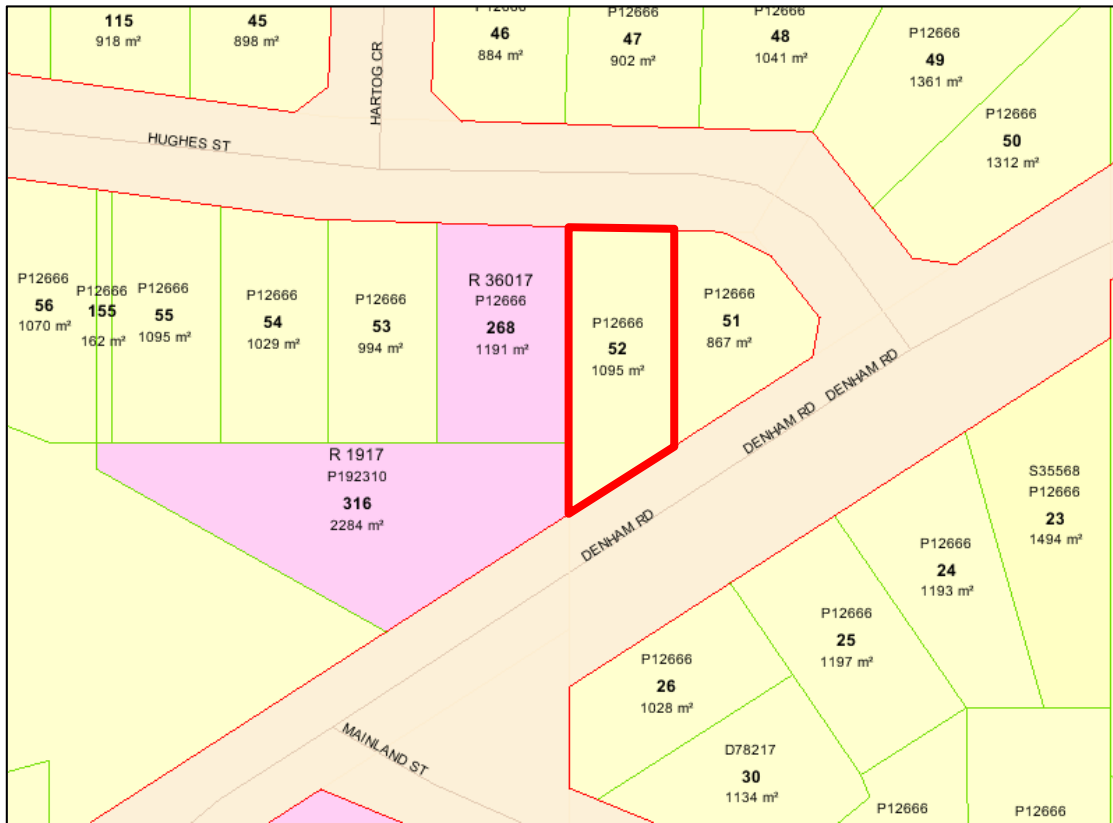 115
918 m²
45
898 m²
P12666
46
884 m²
P12666
47
902 m²
P12666
48
1041 m²
P12666
49
1361 m²
P12666
50
1312 m²
HARTOG CR
HUGHES ST
P12666
56
1070 m²
P12666
155
162 m²
P12666
55
1095 m²
P12666
54
1029 m²
P12666
53
994 m²
R 36017
P12666
268
1191 m²
P12666
52
1095 m²
P12666
51
867 m²
DENHAM RD
DENHAM RD
DENHAM RD
R 1917
P192310
316
2284 m²
S35568
P12666
23
1494 m²
P12666
24
1193 m²
P12666
25
1197 m²
P12666
26
1028 m²
MAINLAND ST
D78217
30
1134 m²
P12666
P12666